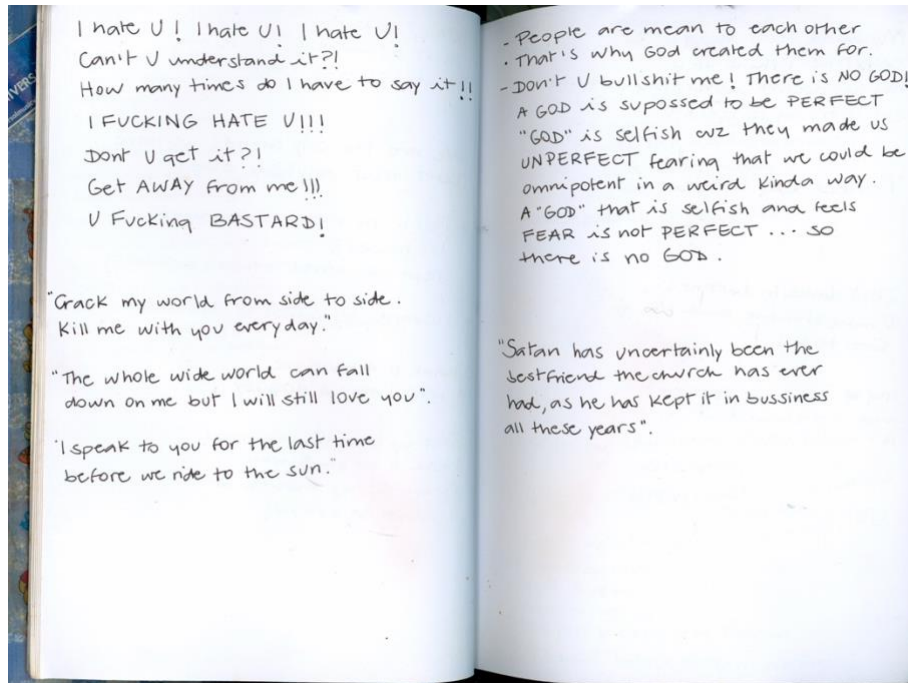 I hate U! I hate U! I hate U!
Can't U understand it?!
How many times do I have to say it!!
I FUCKING HATE U!!!
Dont U get it?!
Get AWAY from me!!!
U Fucking BASTARD!
"Crack my world from side to side.
Kill me with you everyday."
"The whole wide world can fall
down on me but I will still love you".
"I speak to you for the last time
before we ride to the sun."
- People are mean to each other
. That's why God created them for.
- DON'T U bullshit me! There is NO GOD!
A GOD is supossed to be PERFECT
"GOD" is selfish cuz they made us
UNPERFECT fearing that we could be
omnipotent in a weird kinda way.
A "GOD" that is selfish and feels
FEAR is not PERFECT ... so
there is no GOD.
"Satan has uncertainly been the
bestfriend the church has ever
had, as he has kept it in bussiness
all these years".